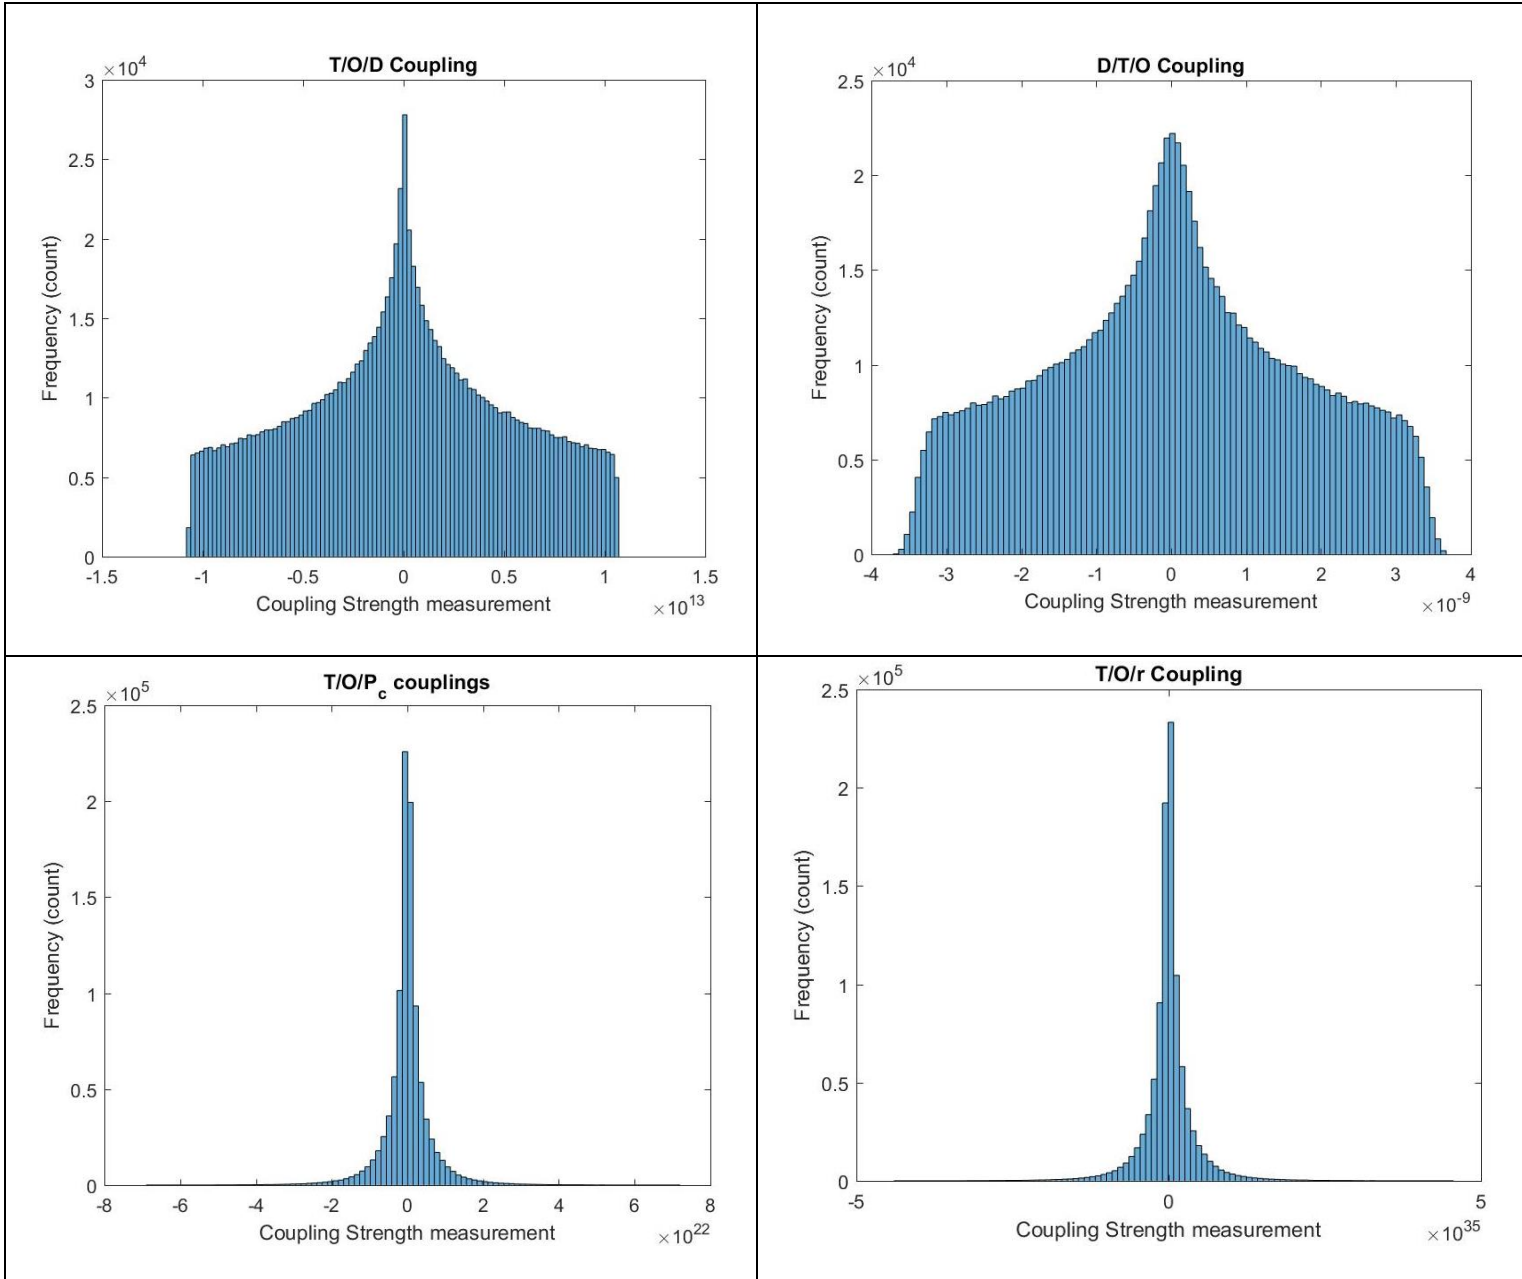 T/O/D Coupling
×10^4
3
2.5
2
1.5
1
0.5
0
Frequency (count)
-1.5 -1 -0.5 0 0.5 1 1.5
Coupling Strength measurement
×10^13
D/T/O Coupling
×10^4
2.5
2
1.5
1
0.5
0
Frequency (count)
-4 -3 -2 -1 0 1 2 3 4
Coupling Strength measurement
×10^-9
T/O/P_c couplings
×10^5
2.5
2
1.5
1
0.5
0
Frequency (count)
-8 -6 -4 -2 0 2 4 6 8
Coupling Strength measurement
×10^22
T/O/r Coupling
×10^5
2.5
2
1.5
1
0.5
0
Frequency (count)
-5 0 5
Coupling Strength measurement
×10^35